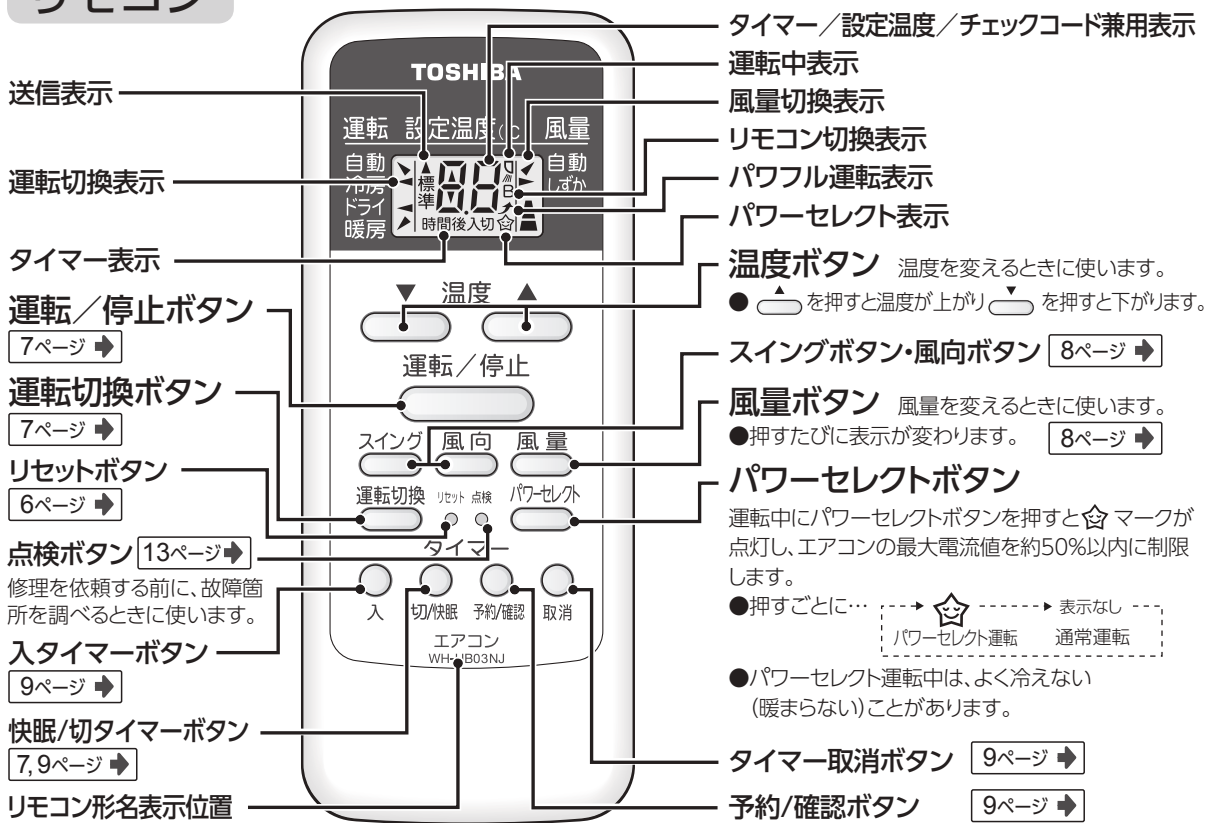 リモコン
送信表示
運転切換表示
タイマー表示
運転／停止ボタン
7ページ
運転切換ボタン
7ページ
リセットボタン
6ページ
点検ボタン 13ページ
修理を依頼する前に、故障箇
所を調べるときに使います。
入タイマーボタン
9ページ
快眠/切タイマーボタン
7, 9ページ
リモコン形名表示位置
TOSHIBA
運転 設定温度(℃ 風量
自動
冷房
ドライ
暖房
標準
8.8
B
時間後入切
自動
しずか
▼ 温度 ▲
運転／停止
スイング 風向 風量
運転切換 リセット 点検 パワーセレクト
タイマー
入 切/快眠 予約/確認 取消
エアコン
WH-UB03NJ
タイマー／設定温度／チェックコード兼用表示
運転中表示
風量切換表示
リモコン切換表示
パワフル運転表示
パワーセレクト表示
温度ボタン 温度を変えるときに使います。
● ▲ を押すと温度が上がり ▼ を押すと下がります。
スイングボタン・風向ボタン 8ページ
風量ボタン 風量を変えるときに使います。
●押すたびに表示が変わります。 8ページ
パワーセレクトボタン
運転中にパワーセレクトボタンを押すと マークが
点灯し、エアコンの最大電流値を約50%以内に制限
します。
●押すごとに… 表示なし
パワーセレクト運転 通常運転
●パワーセレクト運転中は、よく冷えない
（暖まらない）ことがあります。
タイマー取消ボタン 9ページ
予約/確認ボタン 9ページ